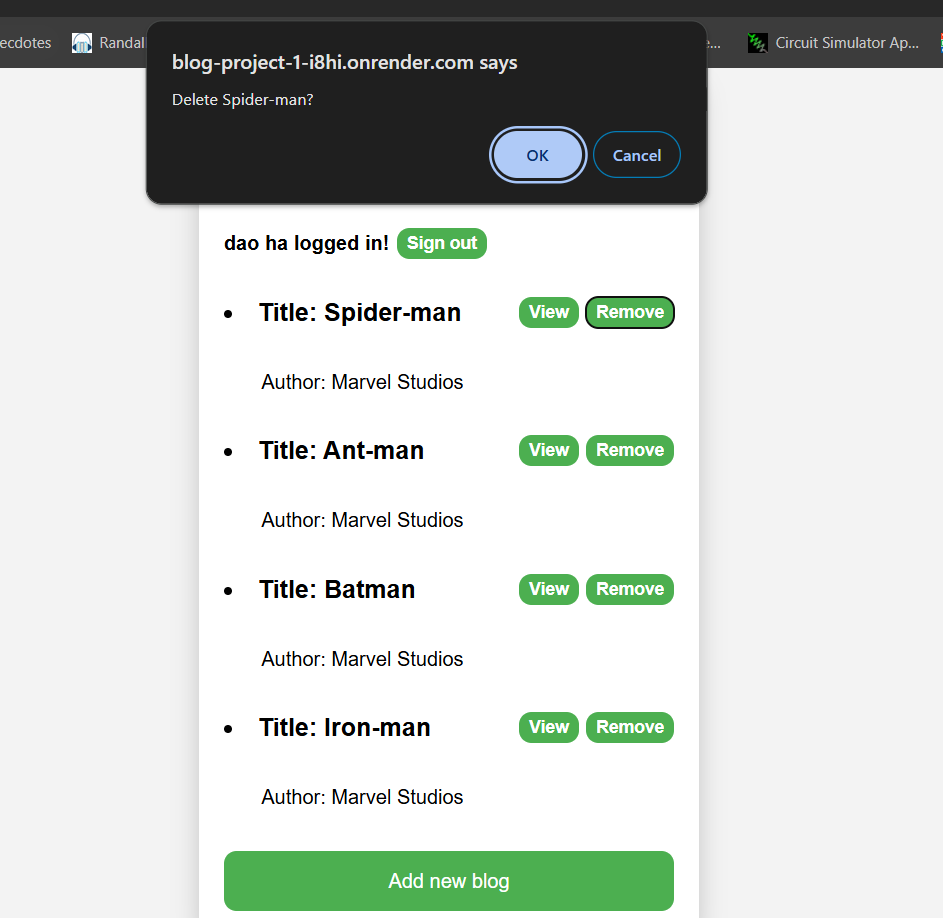 ecdotes Randal e... Circuit Simulator Ap...
blog-project-1-i8hi.onrender.com says
Delete Spider-man?
OK Cancel
dao ha logged in! Sign out
Title: Spider-man View Remove
Author: Marvel Studios
Title: Ant-man View Remove
Author: Marvel Studios
Title: Batman View Remove
Author: Marvel Studios
Title: Iron-man View Remove
Author: Marvel Studios
Add new blog